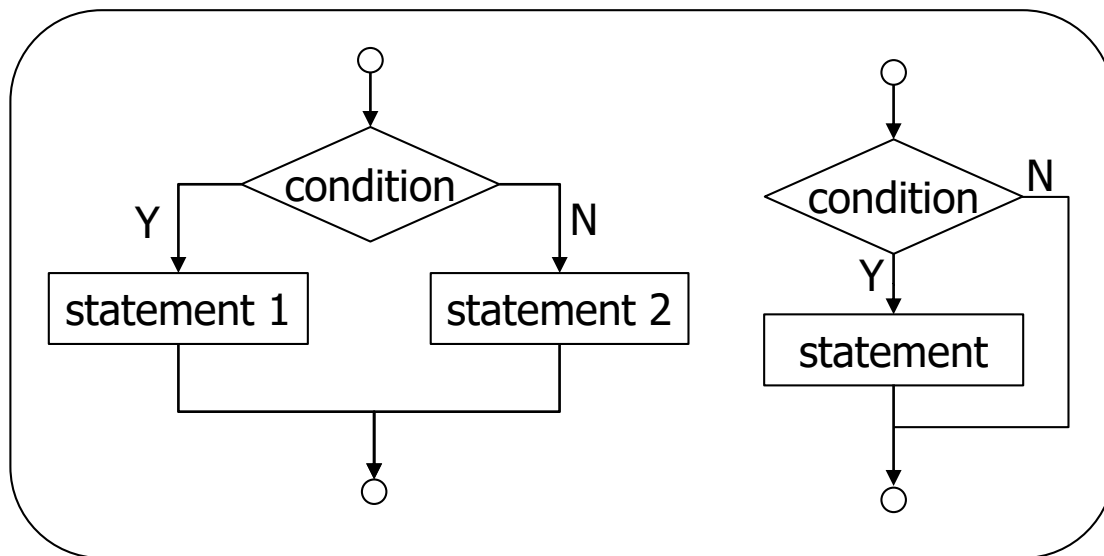 condition
Y
N
statement 1
statement 2
condition
N
Y
statement